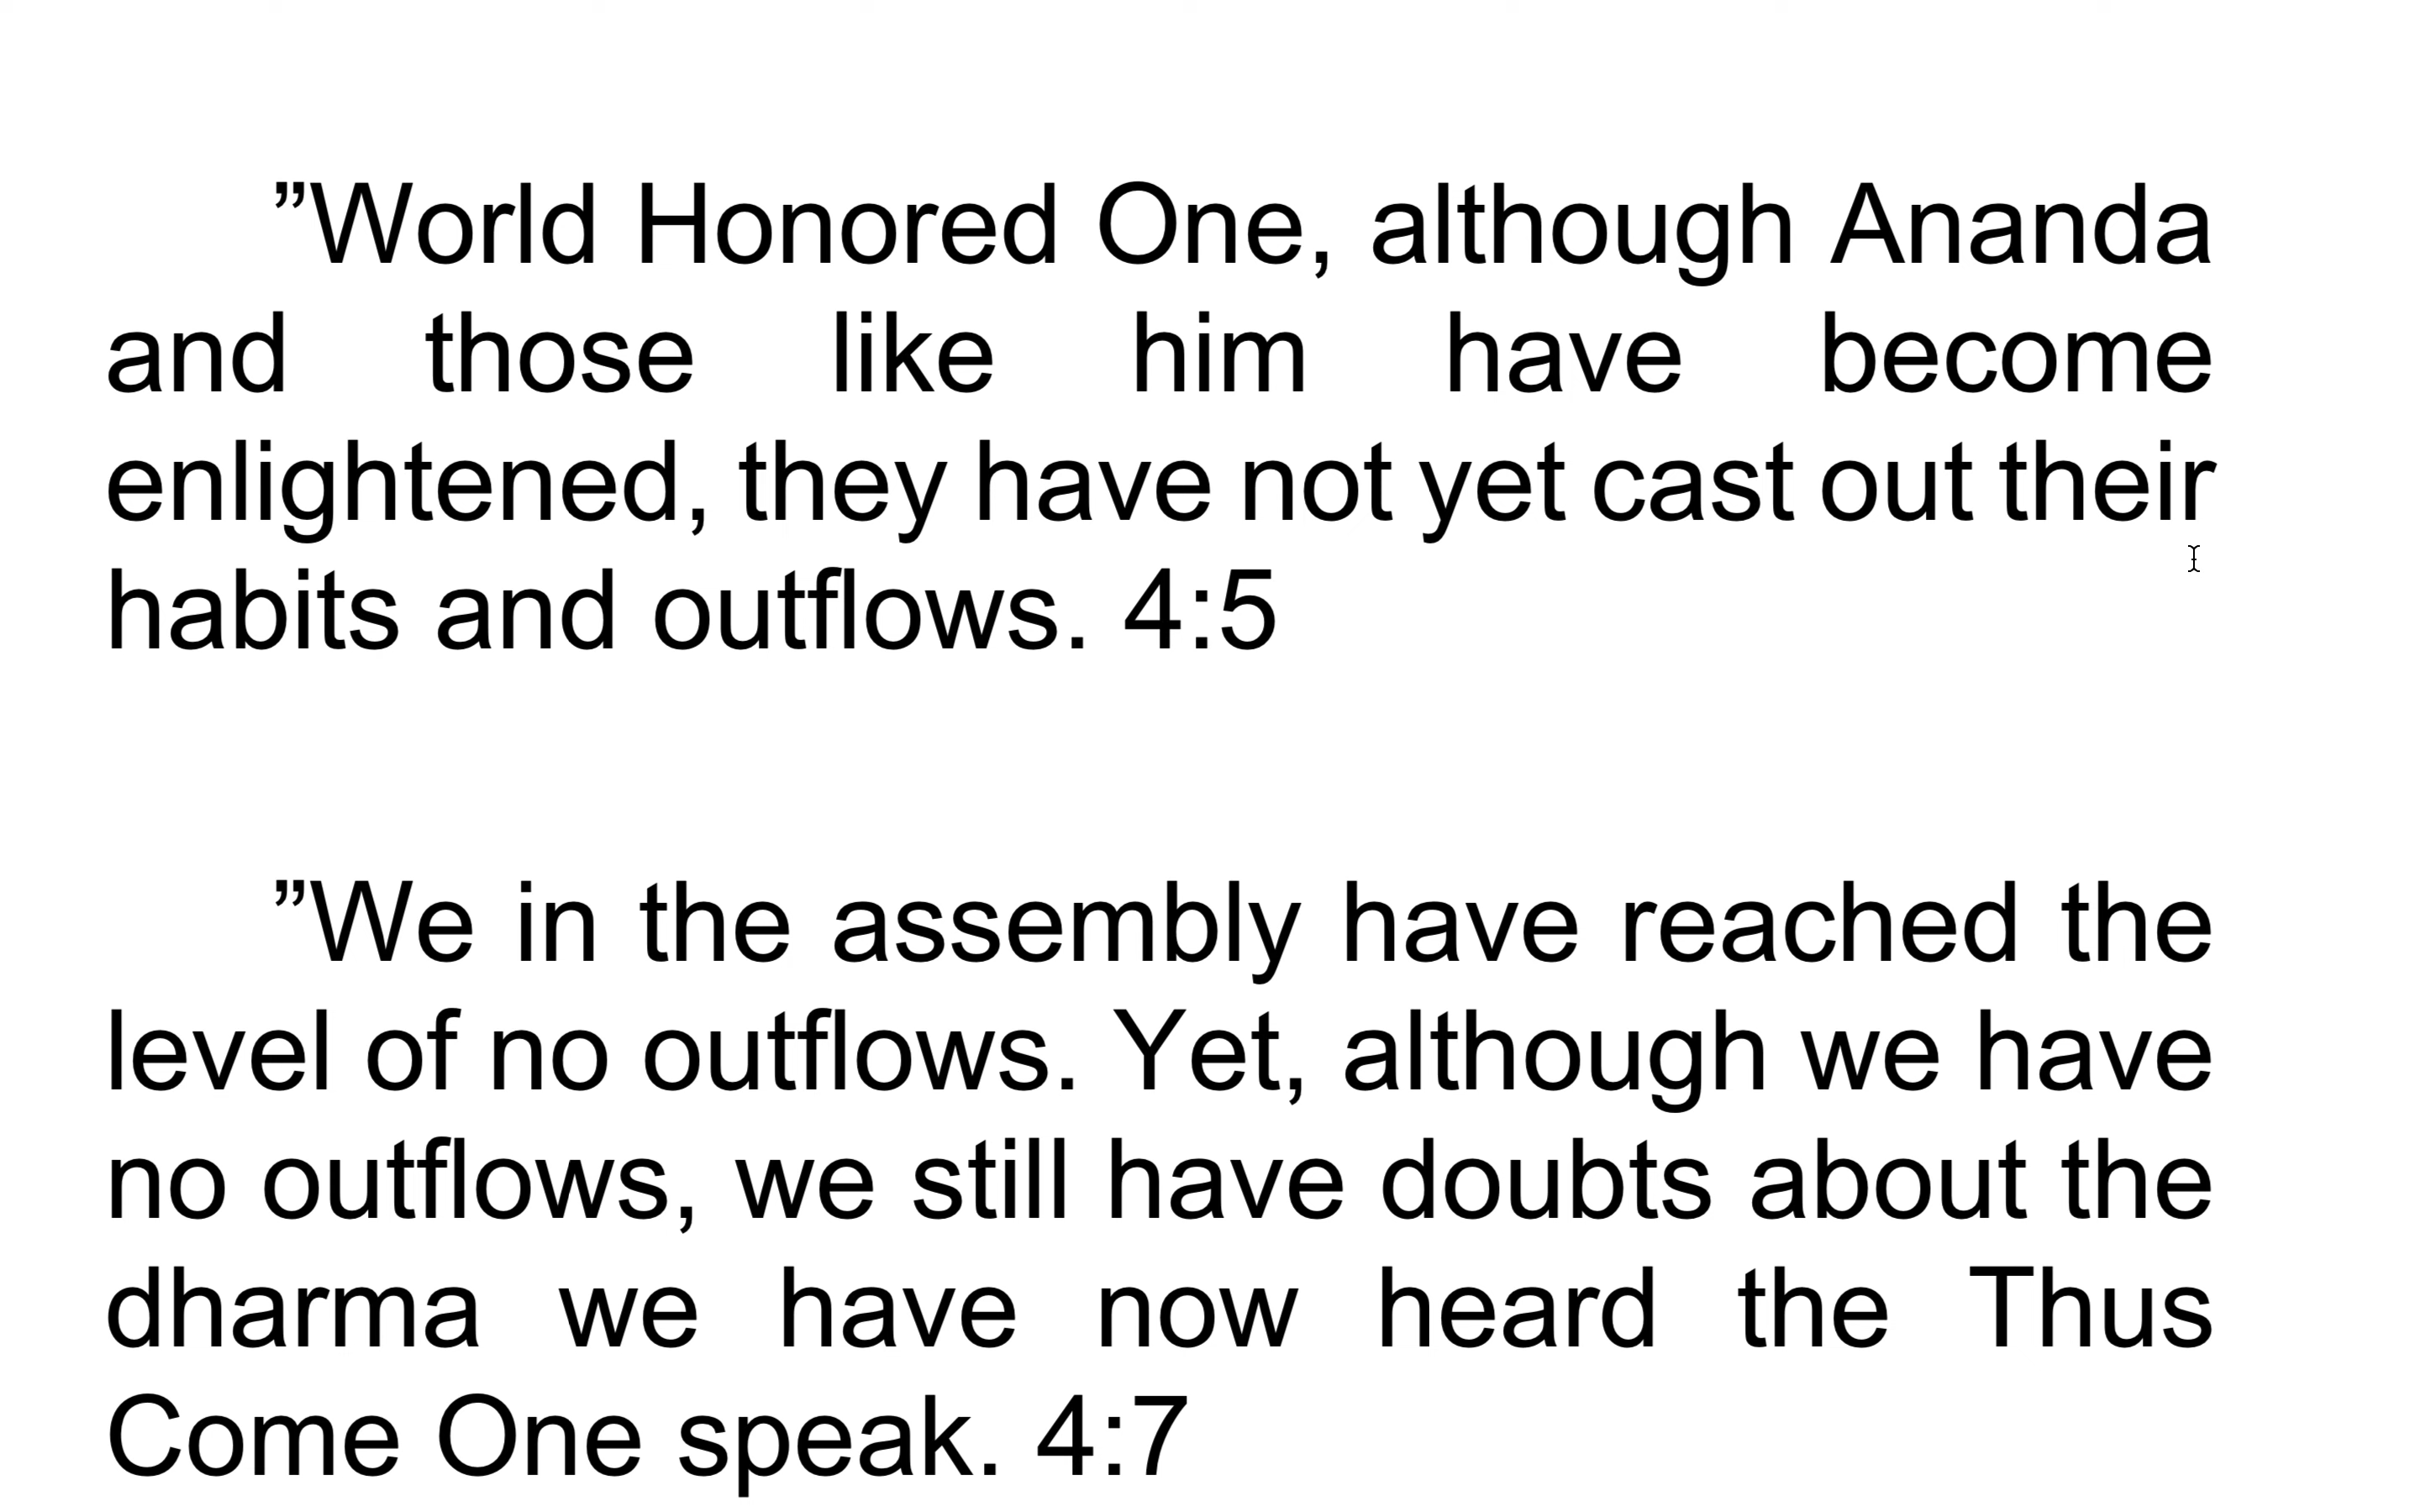 ”World Honored One, although Ananda
and those like him have become
enlightened, they have not yet cast out their
habits and outflows. 4:5
”We in the assembly have reached the
level of no outflows. Yet, although we have
no outflows, we still have doubts about the
dharma we have now heard the Thus
Come One speak. 4:7